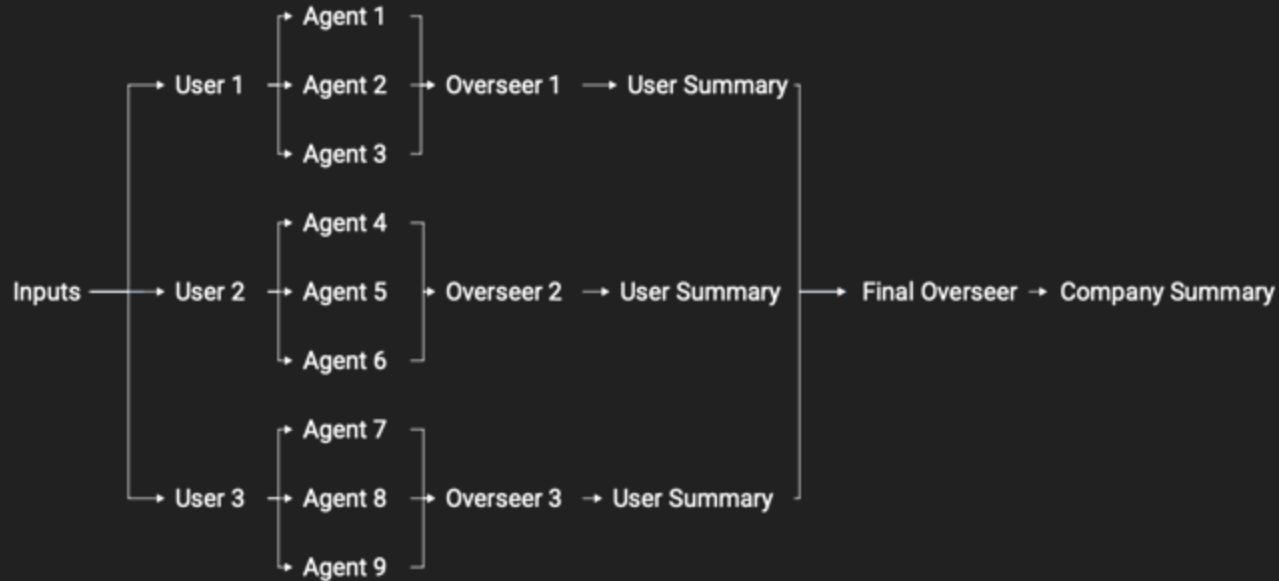 Agent 1
User 1 Agent 2 Overseer 1 User Summary
Agent 3
Agent 4
Inputs User 2 Agent 5 Overseer 2 User Summary Final Overseer Company Summary
Agent 6
Agent 7
User 3 Agent 8 Overseer 3 User Summary
Agent 9